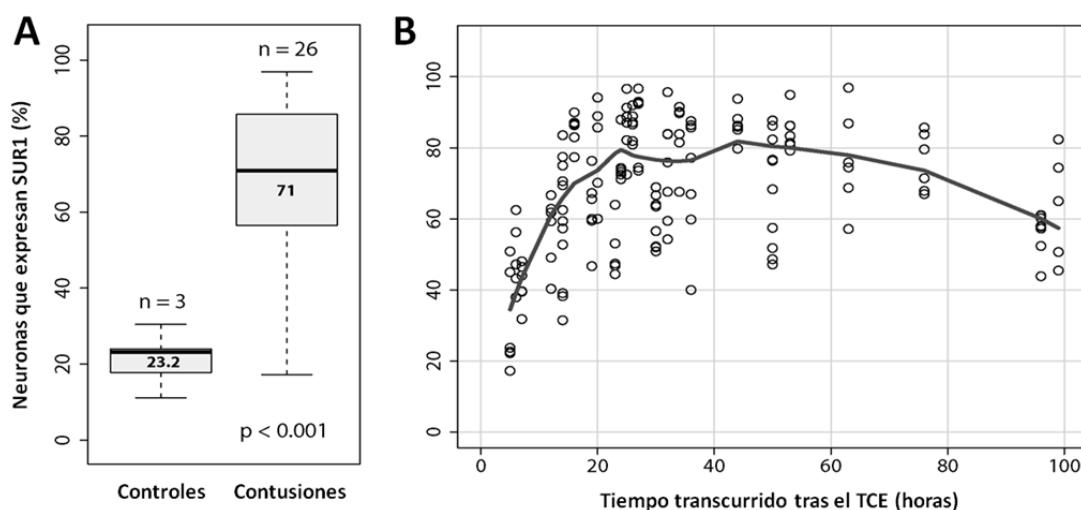 A
Neuronas que expresan SUR1 (%)
100
80
60
40
20
0
n = 26
71
n = 3
23.2
p < 0.001
Controles
Contusiones
B
100
80
60
40
20
0
0
20
40
60
80
100
Tiempo transcurrido tras el TCE (horas)